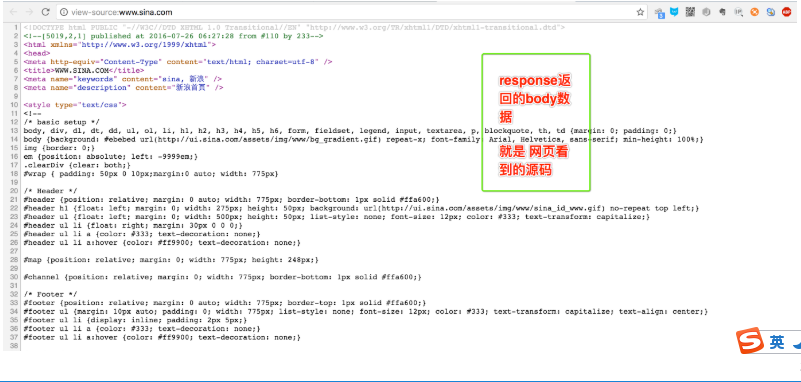 view-source:www.sina.com
1 <!DOCTYPE html PUBLIC "-//W3C//DTD XHTML 1.0 Transitional//EN" "http://www.w3.org/TR/xhtml1/DTD/xhtml1-transitional.dtd">
2 <!--[5019,2,1] published at 2016-07-26 06:27:28 from #110 by 233-->
3 <html xmlns="http://www.w3.org/1999/xhtml">
4 <head>
5 <meta http-equiv="Content-Type" content="text/html; charset=utf-8" />
6 <title>WWW.SINA.COM</title>
7 <meta name="keywords" content="sina, 新浪" />
8 <meta name="description" content="新浪首頁" />
9
10 <style type="text/css">
11 <!--
12 /* basic setup */
13 body, div, dl, dt, dd, ul, ol, li, h1, h2, h3, h4, h5, h6, form, fieldset, legend, input, textarea, p, blockquote, th, td {margin: 0; padding: 0;}
14 body {background: #ebebed url(http://ui.sina.com/assets/img/www/bg_gradient.gif) repeat-x; font-family: Arial, Helvetica, sans-serif; min-height: 100%;}
15 img {border: 0;}
16 em {position: absolute; left: -9999em;}
17 .clearDiv {clear: both;}
18 #wrap { padding: 50px 0 10px;margin:0 auto; width: 775px}
19
20 /* Header */
21 #header {position: relative; margin: 0 auto; width: 775px; border-bottom: 1px solid #ffa600;}
22 #header h1 {float: left; margin: 0; width: 275px; height: 50px; background: url(http://ui.sina.com/assets/img/www/sina_id_www.gif) no-repeat top left;}
23 #header ul {float: left; margin: 0; width: 500px; height: 50px; list-style: none; font-size: 12px; color: #333; text-transform: capitalize;}
24 #header ul li {float: right; margin: 30px 0 0 0;}
25 #header ul li a {color: #333; text-decoration: none;}
26 #header ul li a:hover {color: #ff9900; text-decoration: none;}
27
28 #map {position: relative; margin: 0; width: 775px; height: 248px;}
29
30 #channel {position: relative; margin: 0; width: 775px; border-bottom: 1px solid #ffa600;}
31
32 /* Footer */
33 #footer {position: relative; margin: 0 auto; width: 775px; border-top: 1px solid #ffa600;}
34 #footer ul {margin: 10px auto; padding: 0; width: 775px; list-style: none; font-size: 12px; color: #333; text-transform: capitalize; text-align: center;}
35 #footer ul li {display: inline; padding: 2px 5px;}
36 #footer ul li a {color: #333; text-decoration: none;}
37 #footer ul li a:hover {color: #ff9900; text-decoration: none;}
38
response返
回的body数
据
就是 网页看
到的源码
S 英